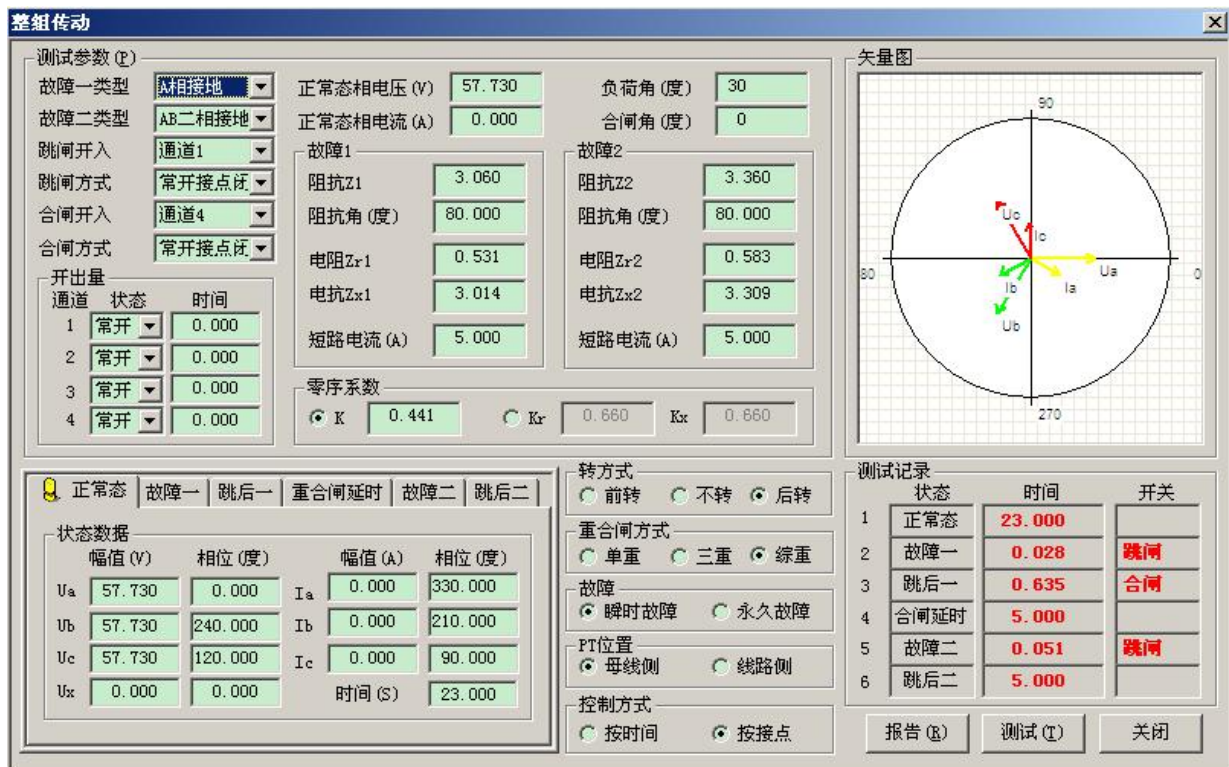 整组传动
测试参数(P)
故障一类型 A相接地
故障二类型 AB二相接地
跳闸开入 通道1
跳闸方式 常开接点闭
合闸开入 通道4
合闸方式 常开接点闭
开出量
通道 状态 时间
1 常开 0.000
2 常开 0.000
3 常开 0.000
4 常开 0.000
正常态相电压(V) 57.730 负荷角(度) 30
正常态相电流(A) 0.000 合闸角(度) 0
故障1
阻抗Z1 3.060
阻抗角(度) 80.000
电阻Zr1 0.531
电抗Zx1 3.014
短路电流(A) 5.000
故障2
阻抗Z2 3.360
阻抗角(度) 80.000
电阻Zr2 0.583
电抗Zx2 3.309
短路电流(A) 5.000
零序系数
K 0.441 Kr 0.660 Kx 0.660
矢量图
90
Uc
Ic
80 0
Ib Ia Ua
Ub
270
正常态 故障一 跳后一 重合闸延时 故障二 跳后二
状态数据
幅值(V) 相位(度) 幅值(A) 相位(度)
Ua 57.730 0.000 Ia 0.000 330.000
Ub 57.730 240.000 Ib 0.000 210.000
Uc 57.730 120.000 Ic 0.000 90.000
Ux 0.000 0.000 时间(S) 23.000
转方式
前转 不转 后转
重合闸方式
单重 三重 综重
故障
瞬时故障 永久故障
PT位置
母线侧 线路侧
控制方式
按时间 按接点
测试记录
状态 时间 开关
1 正常态 23.000
2 故障一 0.028 跳闸
3 跳后一 0.635 合闸
4 合闸延时 5.000
5 故障二 0.051 跳闸
6 跳后二 5.000
报告(R) 测试(T) 关闭